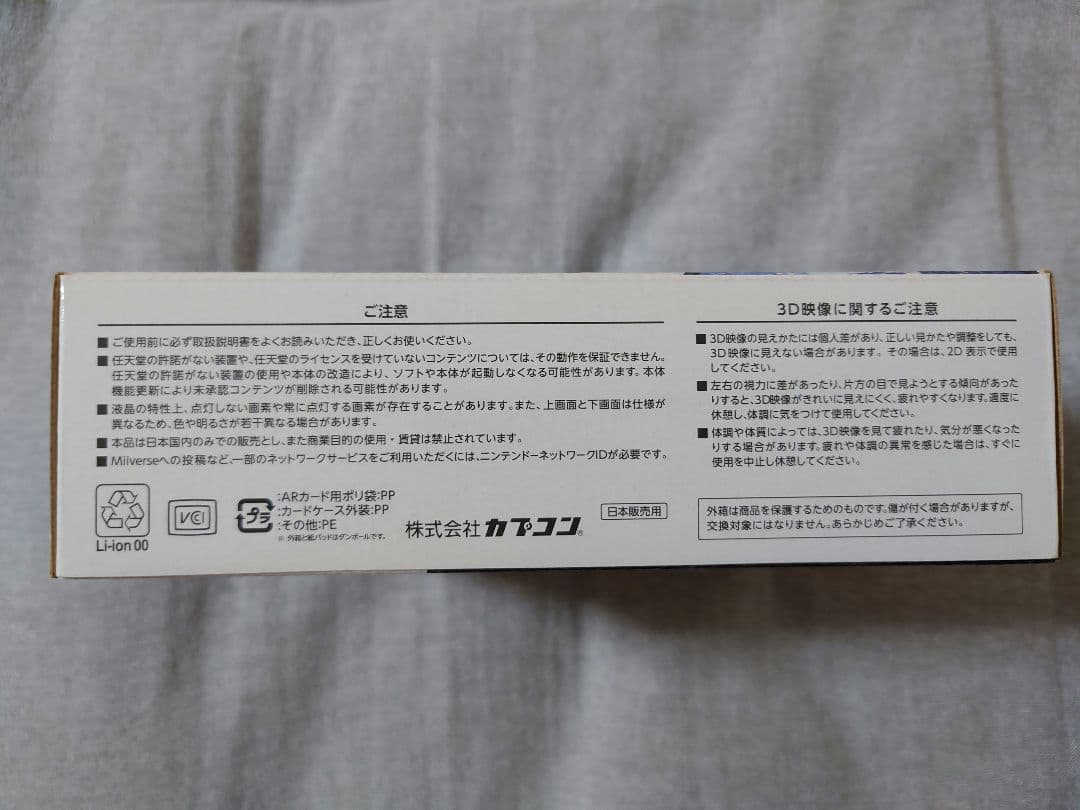 ご注意
■ ご使用前に必ず取扱説明書をよくお読みいただき、正しくお使いください。
■ 任天堂の許諾がない装置や、任天堂のライセンスを受けていないコンテンツについては、その動作を保証できません。
任天堂の許諾がない装置の使用や本体の改造により、ソフトや本体が起動しなくなる可能性があります。本体
機能更新により未承認コンテンツが削除される可能性があります。
■ 液晶の特性上、点灯しない画素や常に点灯する画素が存在することがあります。また、上画面と下画面は仕様が
異なるため、色や明るさが若干異なる場合があります。
■ 本品は日本国内のみでの販売とし、また商業目的の使用・賃貸は禁止されています。
■ Miiverseへの投稿など、一部のネットワークサービスをご利用いただくには、ニンテンドーネットワークIDが必要です。
Li-ion 00
VCCI
プラ
:ARカード用ポリ袋:PP
:カードケース外装:PP
:その他:PE
※ 外箱と紙パッドはダンボールです。
株式会社カプコン®
日本販売用
3D映像に関するご注意
■ 3D映像の見えかたには個人差があり、正しい見かたや調整をしても、
3D映像に見えない場合があります。その場合は、2D表示で使用
してください。
■ 左右の視力に差があったり、片方の目で見ようとする傾向があった
りすると、3D映像がきれいに見えにくく、疲れやすくなります。適度に
休憩し、体調に気をつけて使用してください。
■ 体調や体質によっては、3D映像を見て疲れたり、気分が悪くなった
りする場合があります。疲れや体調の異常を感じた場合は、すぐに
使用を中止し休憩してください。
外箱は商品を保護するためのものです。傷が付く場合がありますが、
交換対象にはなりません。あらかじめご了承ください。